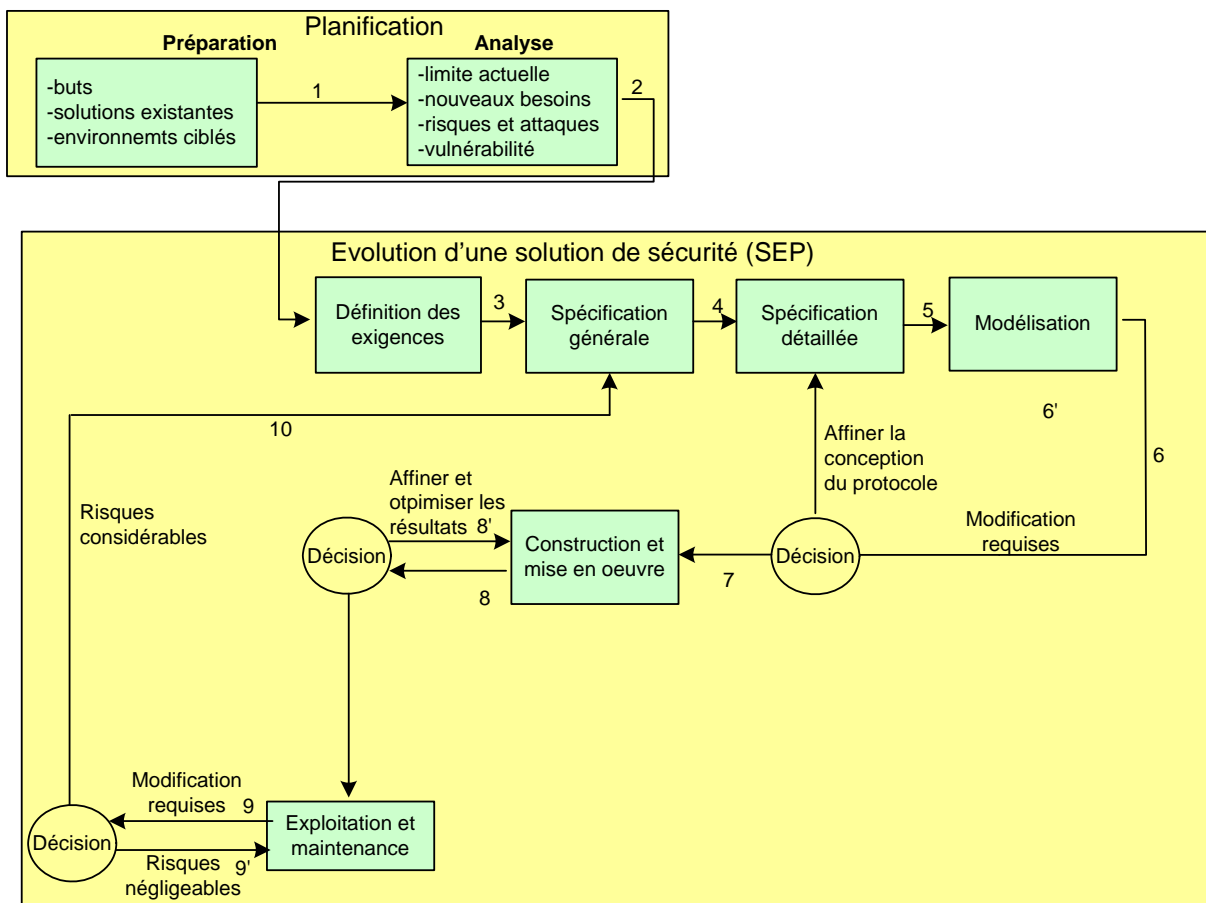 Planification
Préparation
Analyse
-buts
-solutions existantes
-environnemts ciblés
1
-limite actuelle
-nouveaux besoins
-risques et attaques
-vulnérabilité
2
Evolution d'une solution de sécurité (SEP)
Définition des
exigences
3
Spécification
générale
4
Spécification
détaillée
5
Modélisation
6'
6
10
Affiner la
conception
du protocole
Risques
considérables
Affiner et
otpimiser les
résultats
8'
Modification
requises
Décision
Construction et
mise en oeuvre
Décision
7
8
Modification
requises
9
Exploitation et
maintenance
Décision
Risques
négligeables
9'